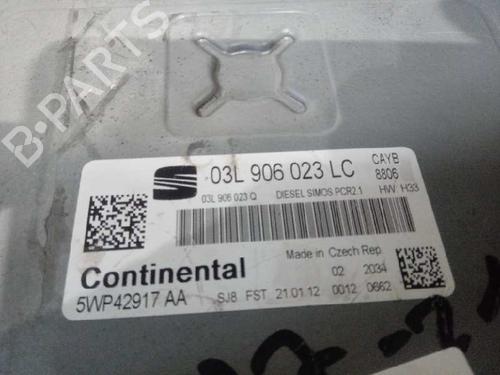 B-PARTS
03L 906 023 LC
CAYB
8806
03L 906 023 Q DIESEL SIMOS PCR2.1 HW H33
Continental
Made in Czech Rep.
02 2034
5WP42917 AA SJ8 FST 21.01.12 0012 0662